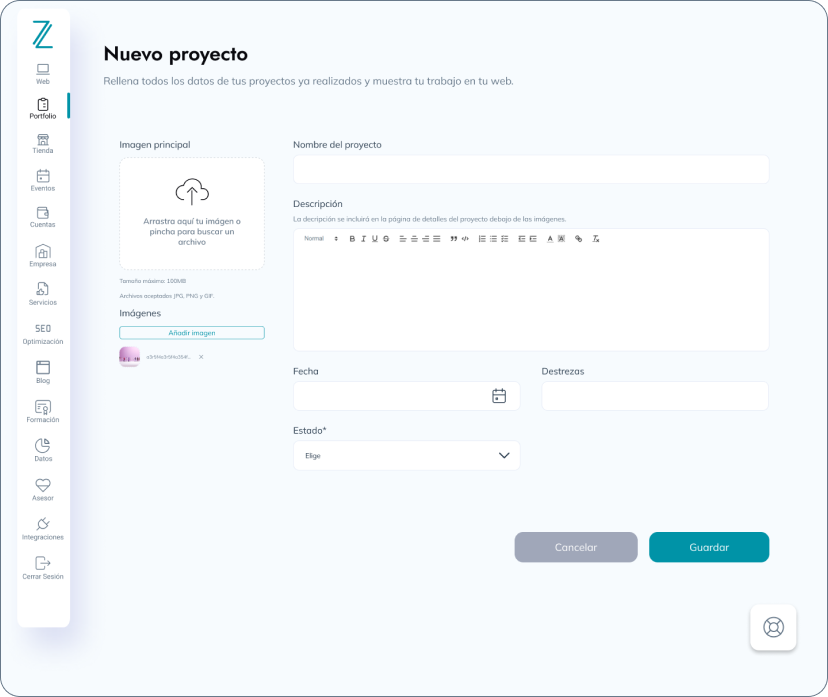 Web
Portfolio
Tienda
Eventos
Cuentas
Empresa
Servicios
SEO
Optimización
Blog
Formación
Datos
Asesor
Integraciones
Cerrar Sesión
Nuevo proyecto
Rellena todos los datos de tus proyectos ya realizados y muestra tu trabajo en tu web.
Imagen principal
Arrastra aquí tu imágen o
pincha para buscar un
archivo
Tamaño máximo: 100MB
Archivos aceptados JPG, PNG y GIF.
Imágenes
Añadir imagen
Nombre del proyecto
Descripción
La decripción se incluirá en la página de detalles del proyecto debajo de las imágenes.
Normal
Fecha
Destrezas
Estado*
Elige
Cancelar
Guardar